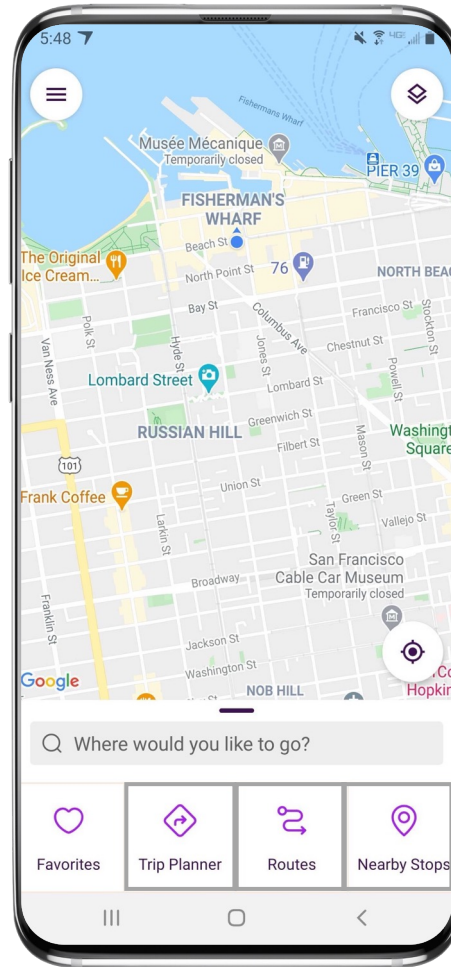 5:48
4GE
Fishermans Wharf
Musée Mécanique
Temporarily closed
PIER 39
FISHERMAN'S
WHARF
Beach St
The Original
Ice Cream...
North Point St
76
NORTH BEAC
Bay St
Columbus Ave
Francisco St
Stockton St
Polk St
Hyde St
Jones St
Chestnut St
Van Ness Ave
Powell St
Lombard Street
Lombard St
Greenwich St
RUSSIAN HILL
Washingt
Square
Filbert St
Mason St
101
Union St
Frank Coffee
Green St
Taylor St
Vallejo St
Larkin St
San Francisco
Cable Car Museum
Temporarily closed
Broadway
Franklin St
Jackson St
Washington St
Google
NOB HILL
Co
Hopkin
Where would you like to go?
Favorites
Trip Planner
Routes
Nearby Stops